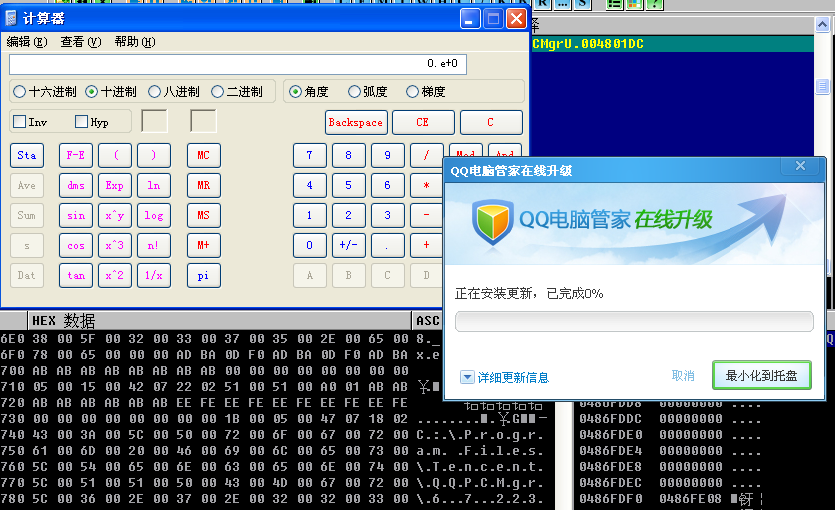 计算器
编辑(E) 查看(V) 帮助(H)
0.e+0
十六进制 十进制 八进制 二进制 角度 弧度 梯度
Inv Hyp Backspace CE C
Sta F-E ( ) MC 7 8 9 / Mod And
Ave dms Exp ln MR 4 5 6 *
Sum sin x^y log MS 1 2 3 -
s cos x^3 n! M+ 0 +/- . +
Dat tan x^2 1/x pi A B C D
CMgrU.004801DC
QQ电脑管家在线升级
QQ电脑管家 在线升级
正在安装更新，已完成0%
详细更新信息 取消 最小化到托盘
HEX 数据 ASC
6E0 38 00 5F 00 32 00 33 00 37 00 35 00 2E 00 65 00 8._
6F0 78 00 65 00 00 00 AD BA 0D F0 AD BA 0D F0 AD BA x.e
700 AB AB AB AB AB AB AB AB 00 00 00 00 00 00 00 00
710 05 00 15 00 42 07 22 02 51 00 51 00 A0 01 AB AB
720 AB AB AB AB AB AB EE FE EE FE EE FE EE FE EE FE
730 00 00 00 00 00 00 00 00 1B 00 05 00 47 07 18 02
740 43 00 3A 00 5C 00 50 00 72 00 6F 00 67 00 72 00 C.:.\.P.r.o.g.r.
750 61 00 6D 00 20 00 46 00 69 00 6C 00 65 00 73 00 a.m. .F.i.l.e.s.
760 5C 00 54 00 65 00 6E 00 63 00 65 00 6E 00 74 00 \.T.e.n.c.e.n.t.
770 5C 00 51 00 51 00 50 00 43 00 4D 00 67 00 72 00 \.Q.Q.P.C.M.g.r.
780 5C 00 36 00 2E 00 37 00 2E 00 32 00 32 00 33 00 \.6...7...2.2.3.
0486FDD8 00000000 ....
0486FDDC 00000000 ....
0486FDE0 00000000 ....
0486FDE4 00000000 ....
0486FDE8 00000000 ....
0486FDEC 00000000 ....
0486FDF0 0486FE08